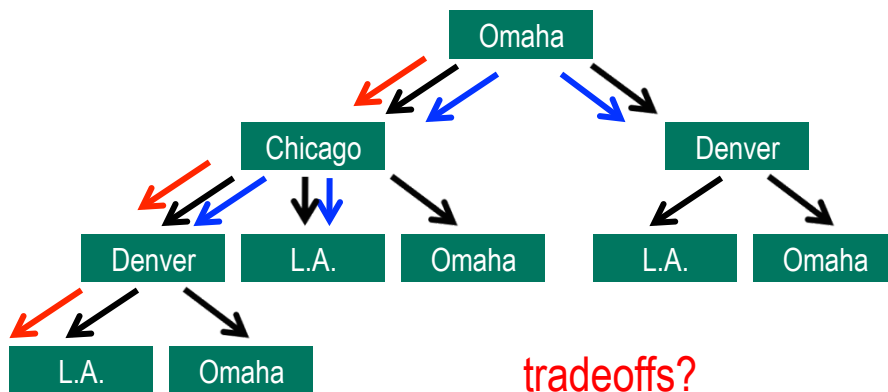 Omaha
Chicago
Denver
Denver
L.A.
Omaha
L.A.
Omaha
L.A.
Omaha
tradeoffs?